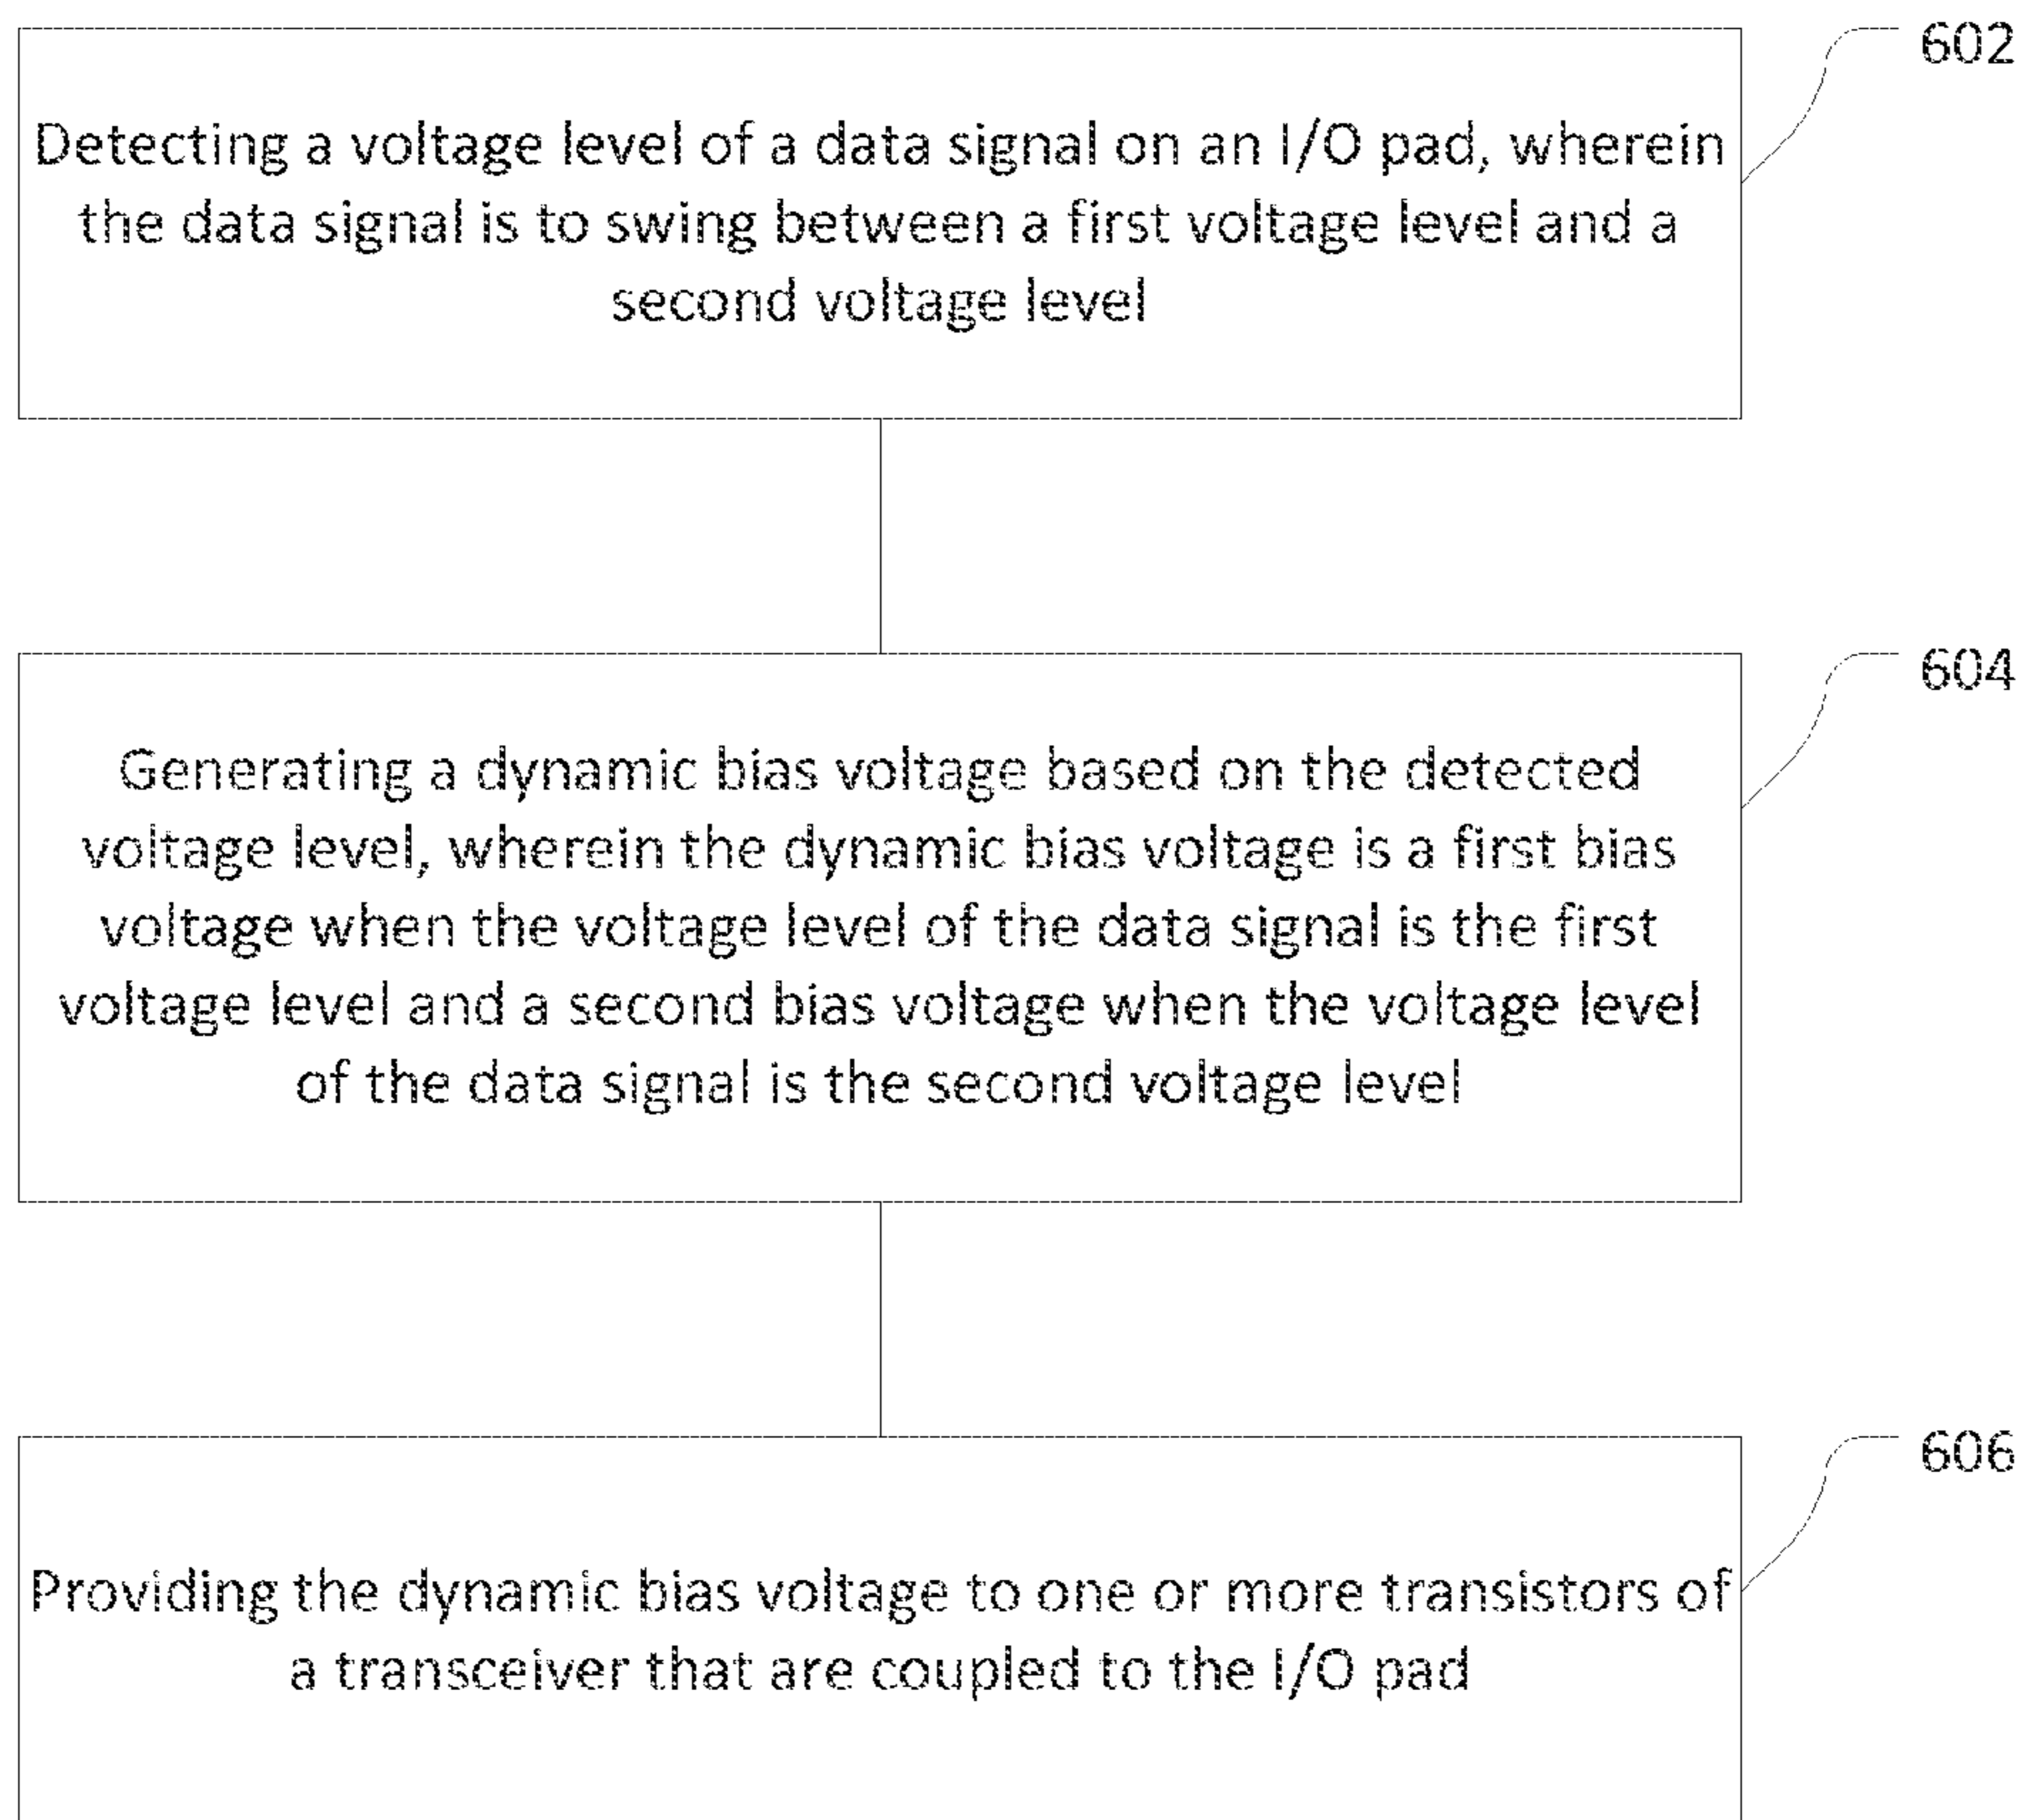 602
Detecting a voltage level of a data signal on an I/O pad, wherein
the data signal is to swing between a first voltage level and a
second voltage level
604
Generating a dynamic bias voltage based on the detected
voltage level, wherein the dynamic bias voltage is a first bias
voltage when the voltage level of the data signal is the first
voltage level and a second bias voltage when the voltage level
of the data signal is the second voltage level
606
Providing the dynamic bias voltage to one or more transistors of
a transceiver that are coupled to the I/O pad